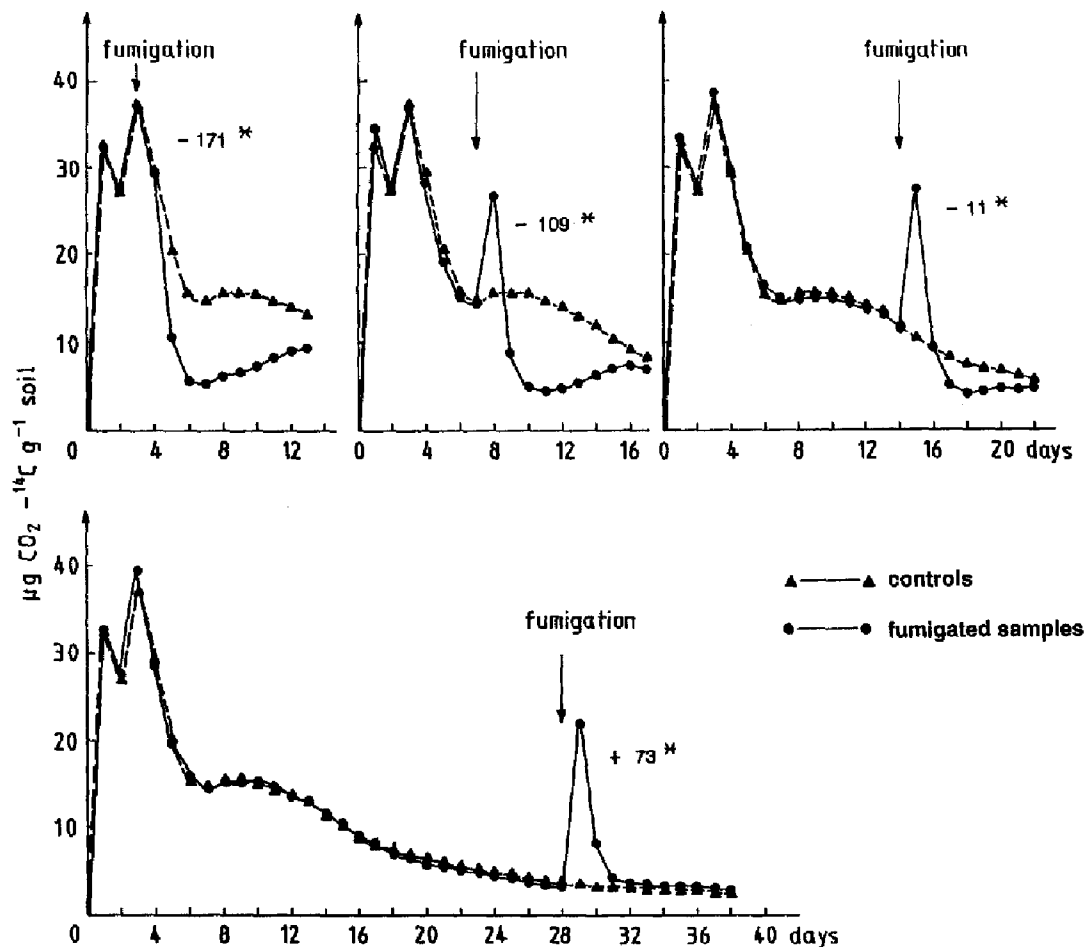 fumigation
fumigation
fumigation
40
30
20
10
- 171 *
- 109 *
- 11 *
0 4 8 12
0 4 8 12 16
0 4 8 12 16 20 days
µg CO₂ -¹⁴C g⁻¹ soil
40
30
20
10
fumigation
+ 73 *
controls
fumigated samples
0 4 8 12 16 20 24 28 32 36 40 days